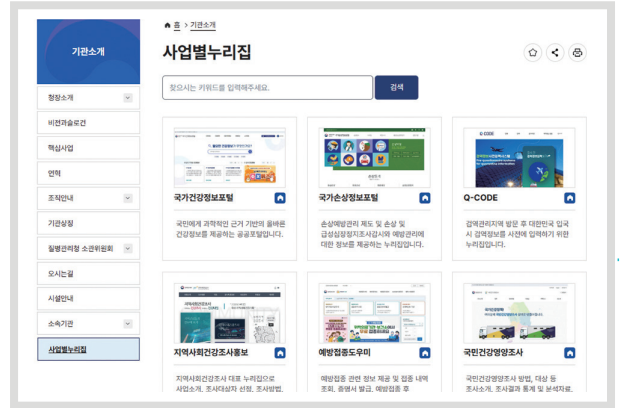 기관소개
청장소개
비전과슬로건
핵심사업
연혁
조직안내
기관상징
질병관리청 소관위원회
오시는길
시설안내
소속기관
사업별누리집
홈 > 기관소개
사업별누리집
찾으시는 키워드를 입력해주세요.
검색
국가건강정보포털
국민에게 과학적인 근거 기반의 올바른
건강정보를 제공하는 공공포털입니다.
국가손상정보포털
손상예방관리 제도 및 손상 및
급성심장정지조사감시와 예방관리에
대한 정보를 제공하는 누리집입니다.
Q-CODE
Q-CODE
검역관리지역 방문 후 대한민국 입국
시 검역정보를 사전에 입력하기 위한
누리집입니다.
지역사회건강조사
지역사회건강조사홍보
지역사회건강조사 대표 누리집으로
사업소개, 조사대상자 선정, 조사방법,
예방접종도우미
예방접종 관련 정보 제공 및 접종 내역
조회, 증명서 발급, 예방접종 후
국민건강영양조사
국민건강영양조사 방법, 대상 등
조사소개, 조사결과 통계 및 분석자료,